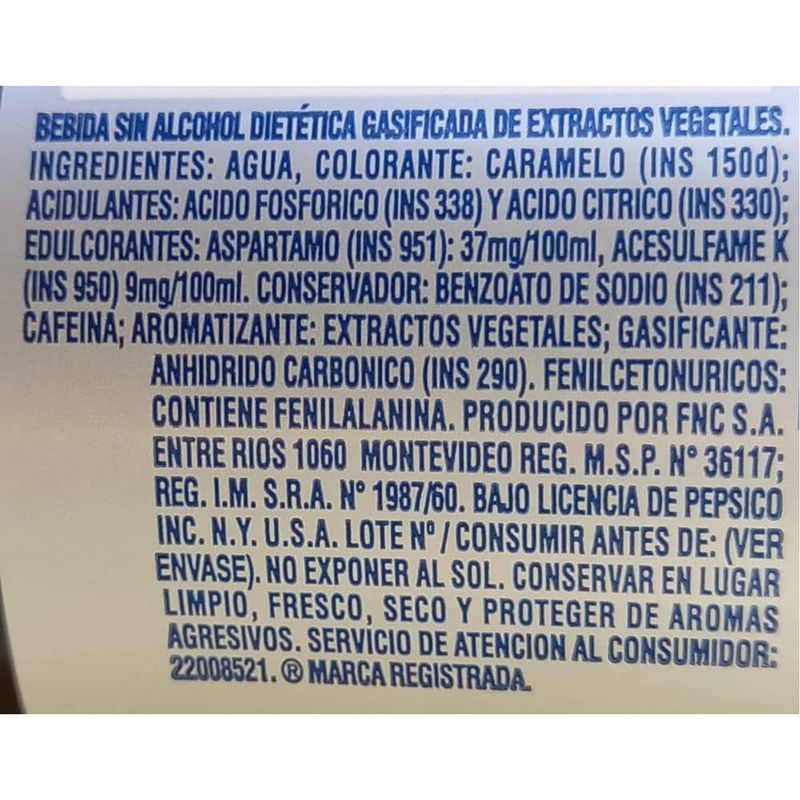 BEBIDA SIN ALCOHOL DIETÉTICA GASIFICADA DE EXTRACTOS VEGETALES.
INGREDIENTES: AGUA, COLORANTE: CARAMELO (INS 150d);
ACIDULANTES: ACIDO FOSFORICO (INS 338) Y ACIDO CITRICO (INS 330);
EDULCORANTES: ASPARTAMO (INS 951): 37mg/100ml, ACESULFAME K
(INS 950) 9mg/100ml. CONSERVADOR: BENZOATO DE SODIO (INS 211);
CAFEINA; AROMATIZANTE: EXTRACTOS VEGETALES; GASIFICANTE:
ANHIDRIDO CARBONICO (INS 290). FENILCETONURICOS:
CONTIENE FENILALANINA. PRODUCIDO POR FNC S.A.
ENTRE RIOS 1060 MONTEVIDEO REG. M.S.P. Nº 36117;
REG. I.M. S.R.A. Nº 1987/60. BAJO LICENCIA DE PEPSICO
INC. N.Y. U.S.A. LOTE Nº / CONSUMIR ANTES DE: (VER
ENVASE). NO EXPONER AL SOL. CONSERVAR EN LUGAR
LIMPIO, FRESCO, SECO Y PROTEGER DE AROMAS
AGRESIVOS. SERVICIO DE ATENCION AL CONSUMIDOR:
22008521. ® MARCA REGISTRADA.